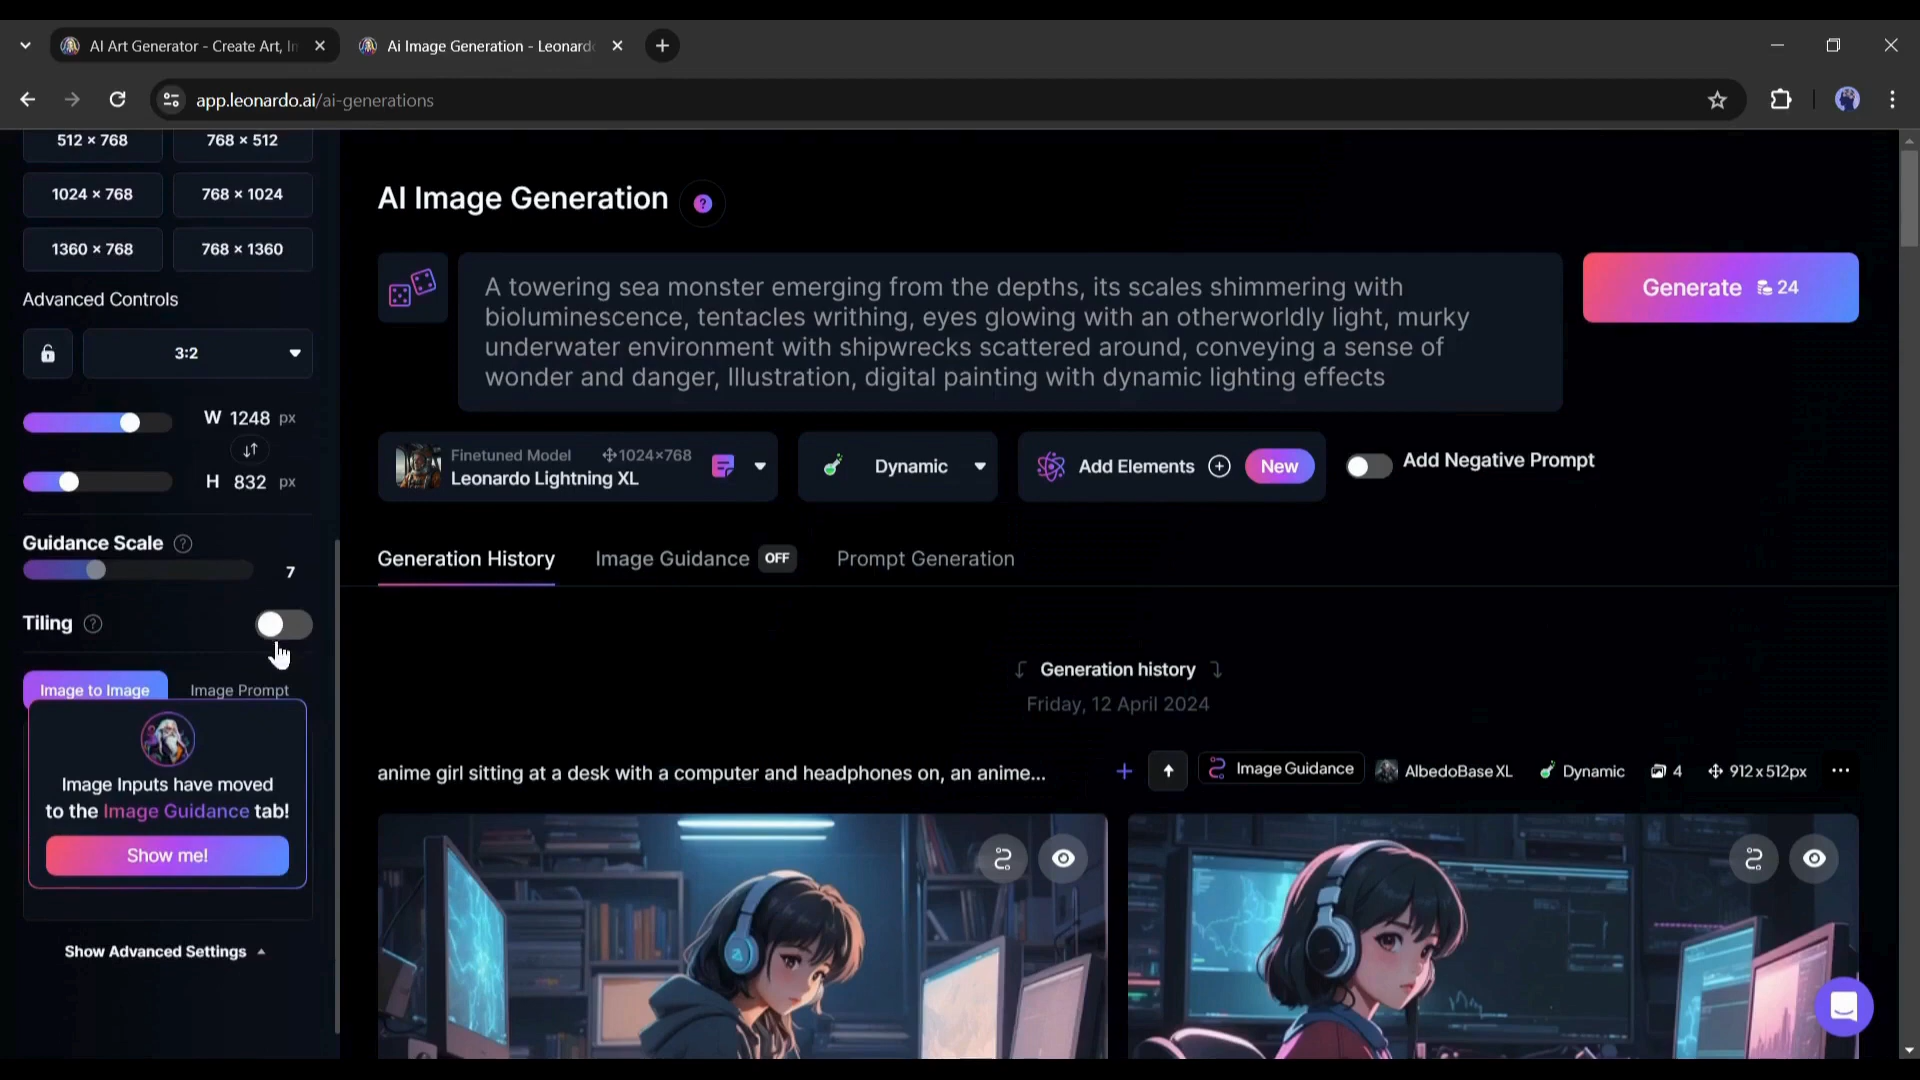 AI Art Generator - Create Art, In
Ai Image Generation - Leonardo
app.leonardo.ai/ai-generations
512 × 768
768 × 512
1024 × 768
768 × 1024
1360 × 768
768 × 1360
Advanced Controls
3:2
W 1248 px
H 832 px
Guidance Scale ?
7
Tiling ?
Image to Image
Image Prompt
Image Inputs have moved
to the Image Guidance tab!
Show me!
Show Advanced Settings
AI Image Generation ?
A towering sea monster emerging from the depths, its scales shimmering with
bioluminescence, tentacles writhing, eyes glowing with an otherworldly light, murky
underwater environment with shipwrecks scattered around, conveying a sense of
wonder and danger, Illustration, digital painting with dynamic lighting effects
Generate 24
Finetuned Model 1024×768
Leonardo Lightning XL
Dynamic
Add Elements New
Add Negative Prompt
Generation History
Image Guidance OFF
Prompt Generation
Generation history
Friday, 12 April 2024
anime girl sitting at a desk with a computer and headphones on, an anime...
Image Guidance
AlbedoBase XL
Dynamic
4
912 x 512px